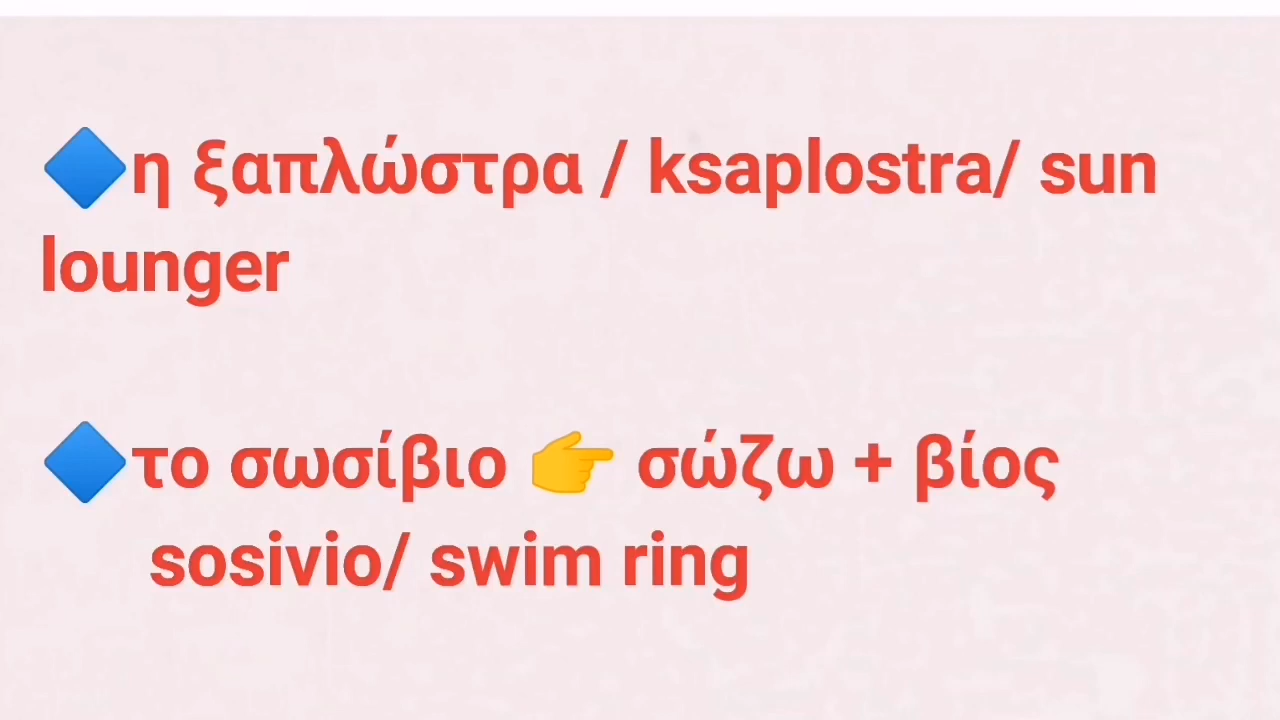 🔷η ξαπλώστρα / ksaplostra/ sun
lounger
🔷το σωσίβιο 👉 σώζω + βίος
sosivio/ swim ring